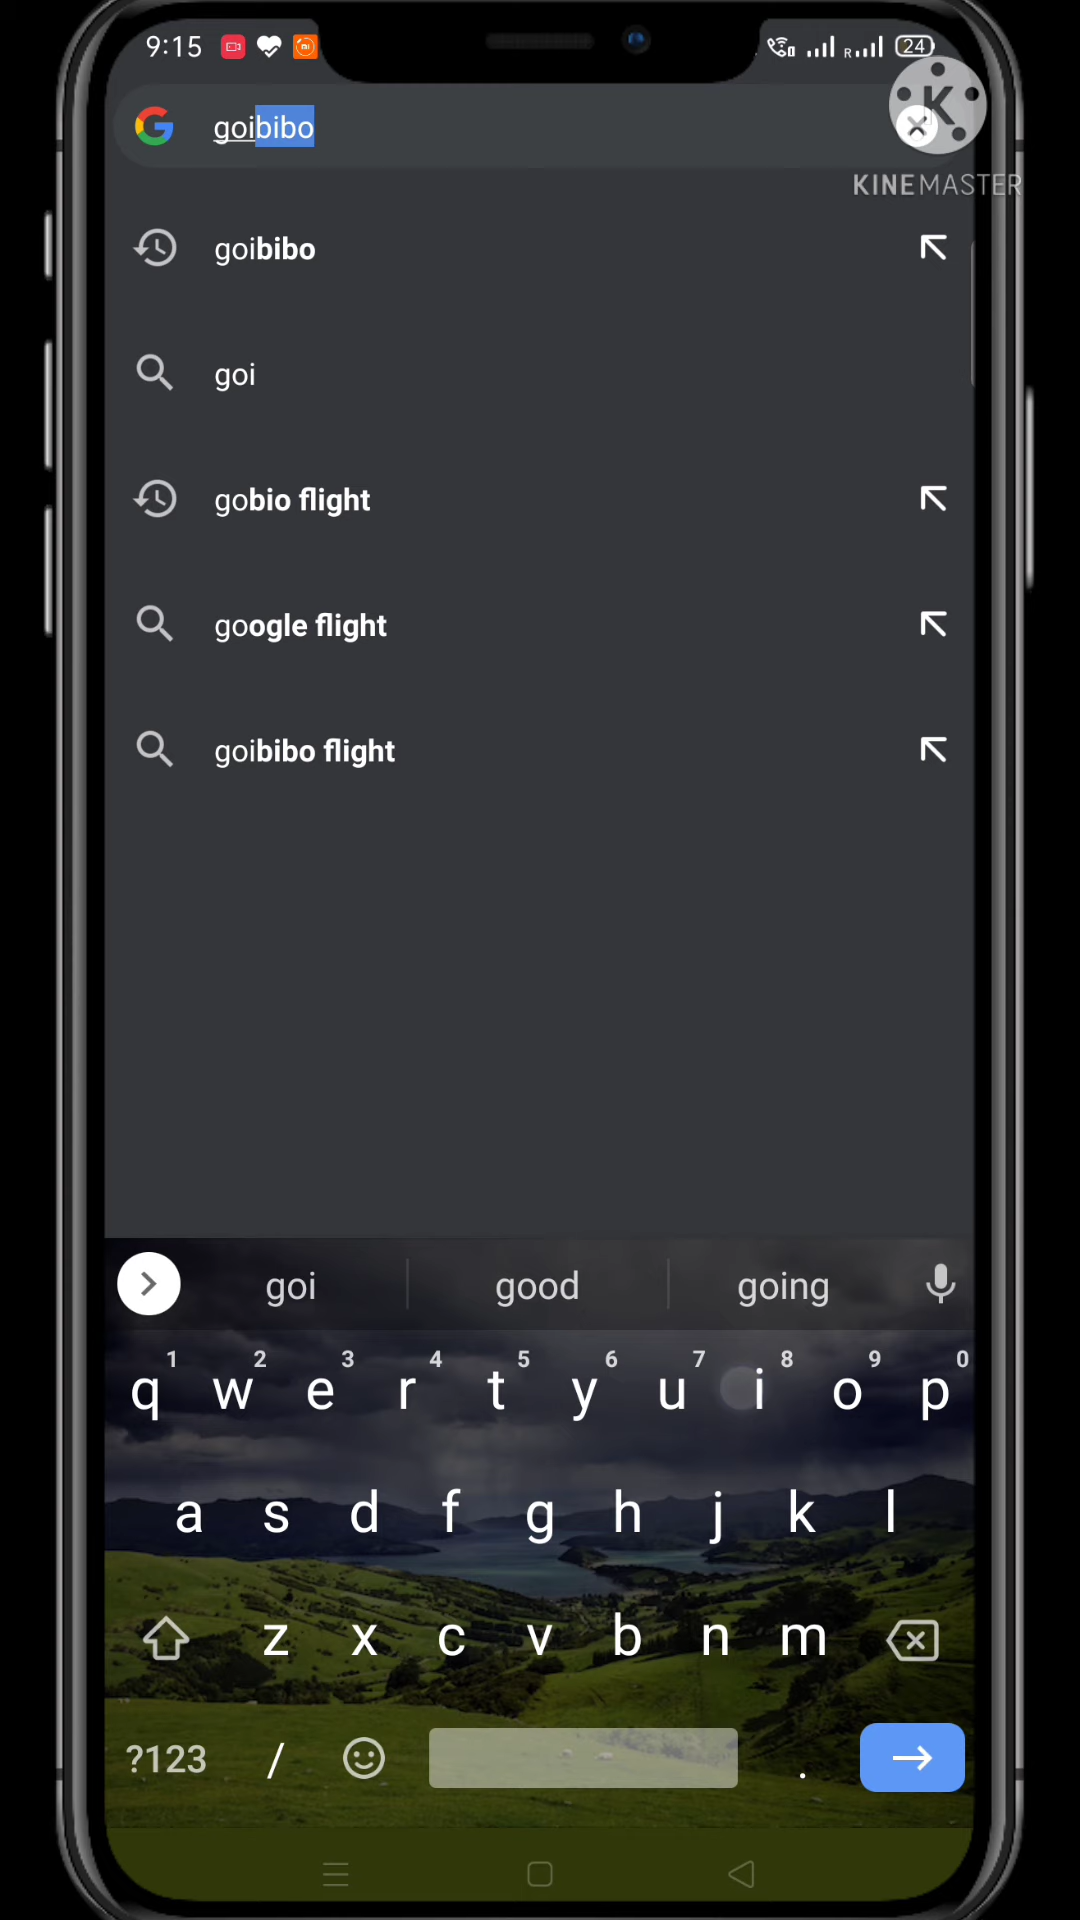 9:15
R
24
goibibo
K
KINEMASTER
goibibo
goi
gobio flight
google flight
goibibo flight
goi good going
1 2 3 4 5 6 7 8 9 0
q w e r t y u i o p
a s d f g h j k l
z x c v b n m
?123 / .